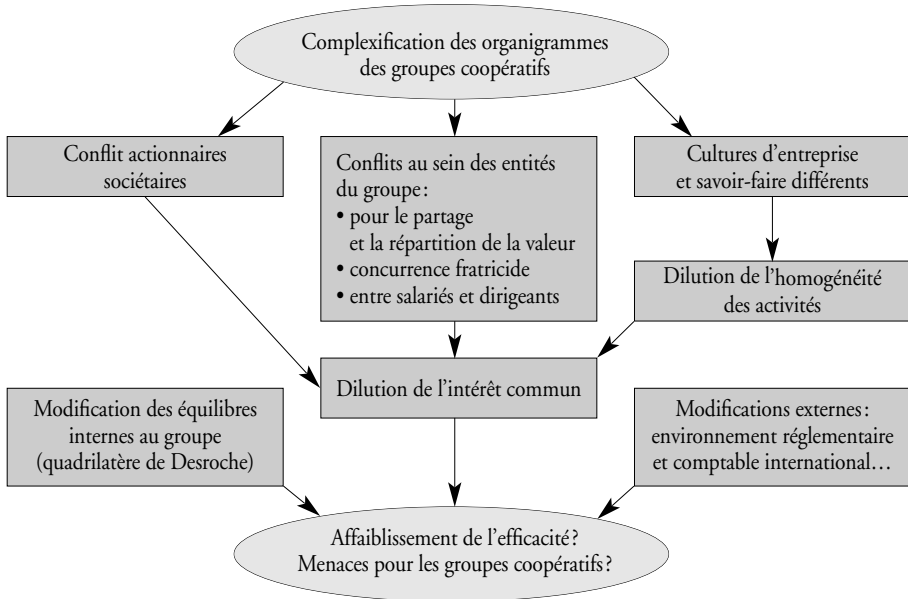 Complexification des organigrammes
des groupes coopératifs
Conflit actionnaires
sociétaires
Conflits au sein des entités
du groupe :
• pour le partage
et la répartition de la valeur
• concurrence fratricide
• entre salariés et dirigeants
Cultures d’entreprise
et savoir-faire différents
Dilution de l’homogénéité
des activités
Dilution de l’intérêt commun
Modification des équilibres
internes au groupe
(quadrilatère de Desroche)
Modifications externes :
environnement réglementaire
et comptable international…
Affaiblissement de l’efficacité ?
Menaces pour les groupes coopératifs ?